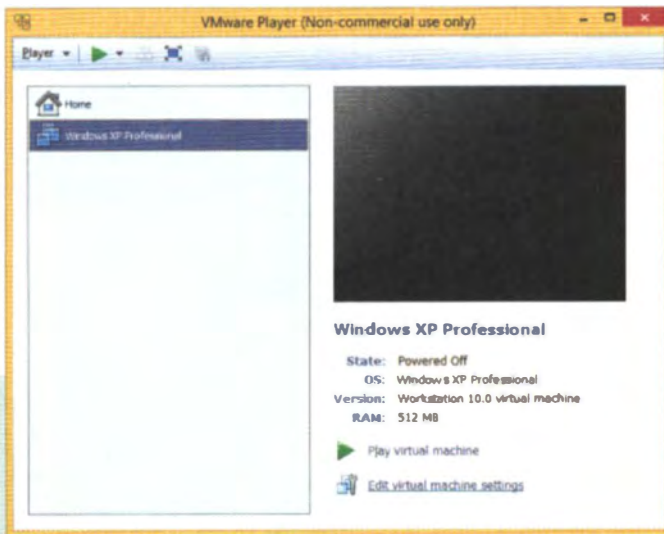 VMware Player (Non-commercial use only)
Player
Home
Windows XP Professional
Windows XP Professional
State: Powered Off
OS: Windows XP Professional
Version: Workstation 10.0 virtual machine
RAM: 512 MB
Play virtual machine
Edit virtual machine settings